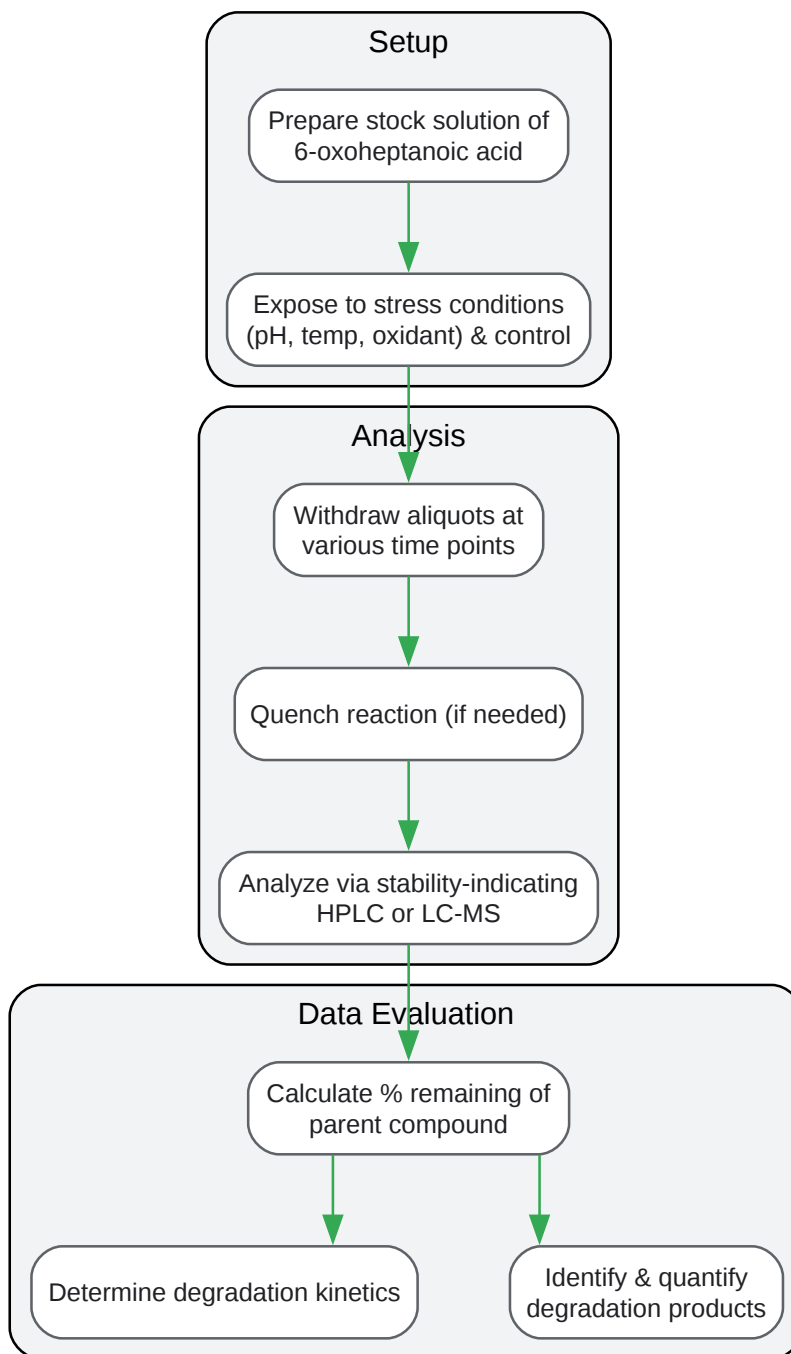 Setup
Prepare stock solution of
6-oxoheptanoic acid
Expose to stress conditions
(pH, temp, oxidant) & control
Analysis
Withdraw aliquots at
various time points
Quench reaction (if needed)
Analyze via stability-indicating
HPLC or LC-MS
Data Evaluation
Calculate % remaining of
parent compound
Determine degradation kinetics
Identify & quantify
degradation products